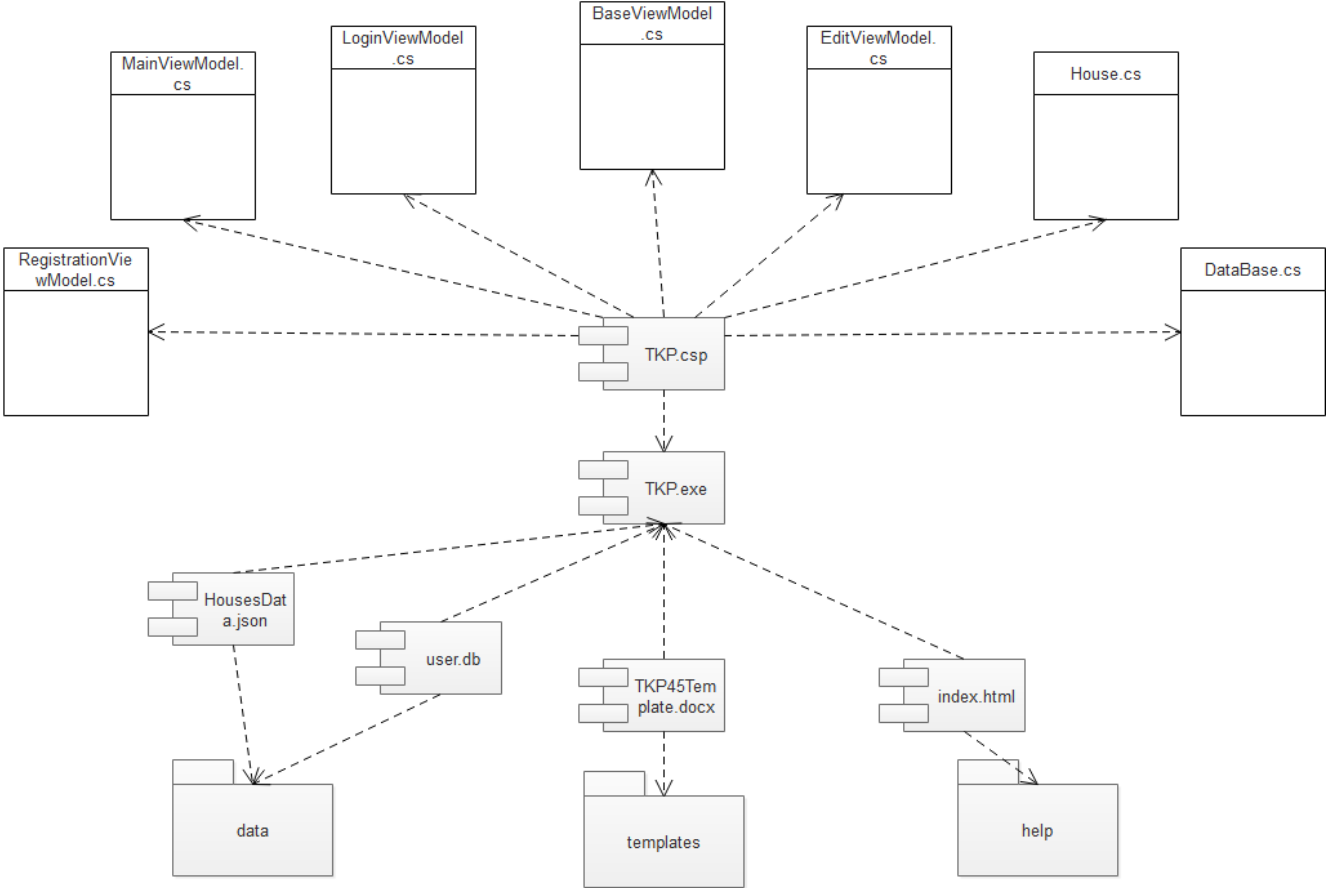 BaseViewModel
.cs
LoginViewModel
.cs
EditViewModel.
cs
MainViewModel.
cs
House.cs
RegistrationVie
wModel.cs
DataBase.cs
TKP.csp
TKP.exe
HousesDat
a.json
user.db
TKP45Tem
plate.docx
index.html
data
templates
help